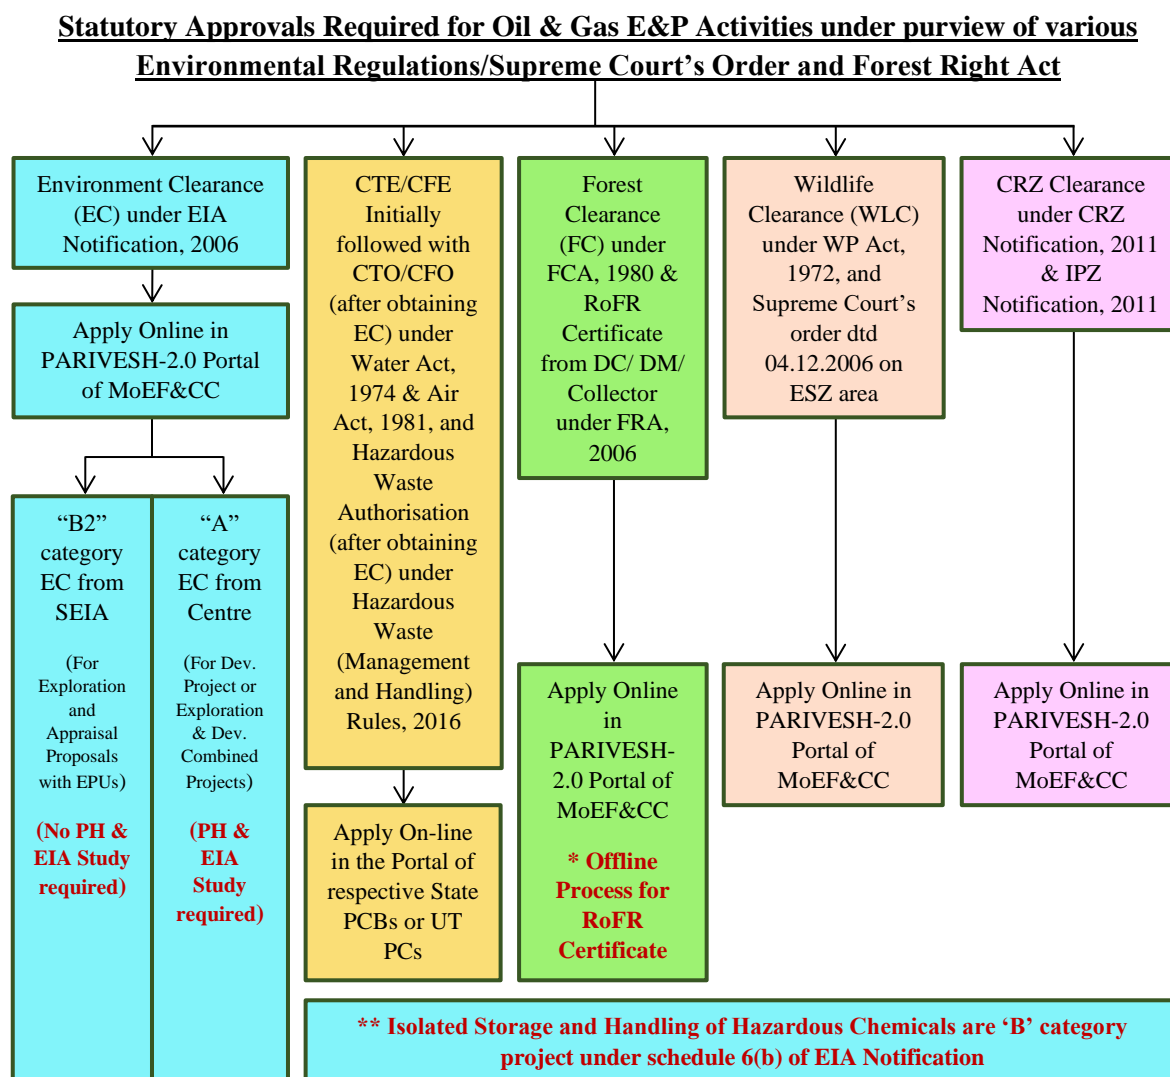 Statutory Approvals Required for Oil & Gas E&P Activities under purview of various
Environmental Regulations/Supreme Court's Order and Forest Right Act
Environment Clearance
(EC) under EIA
Notification, 2006
Apply Online in
PARIVESH-2.0 Portal
of MoEF&CC
"B2"
category
EC from
SEIA
(For
Exploration
and
Appraisal
Proposals
with EPUs)
(No PH &
EIA Study
required)
"A"
category
EC from
Centre
(For Dev.
Project or
Exploration
& Dev.
Combined
Projects)
(PH &
EIA
Study
required)
CTE/CFE
Initially
followed with
CTO/CFO
(after obtaining
EC) under
Water Act,
1974 & Air
Act, 1981, and
Hazardous
Waste
Authorisation
(after obtaining
EC) under
Hazardous
Waste
(Management
and Handling)
Rules, 2016
Apply On-line
in the Portal of
respective State
PCBs or UT
PCs
Forest
Clearance
(FC) under
FCA, 1980 &
RoFR
Certificate
from DC/ DM/
Collector
under FRA,
2006
Apply Online
in
PARIVESH-
2.0 Portal of
MoEF&CC
* Offline
Process for
RoFR
Certificate
Wildlife
Clearance (WLC)
under WP Act,
1972, and
Supreme Court's
order dtd
04.12.2006 on
ESZ area
Apply Online in
PARIVESH-2.0
Portal of
MoEF&CC
CRZ Clearance
under CRZ
Notification, 2011
& IPZ
Notification, 2011
Apply Online in
PARIVESH-2.0
Portal of
MoEF&CC
** Isolated Storage and Handling of Hazardous Chemicals are 'B' category
project under schedule 6(b) of EIA Notification